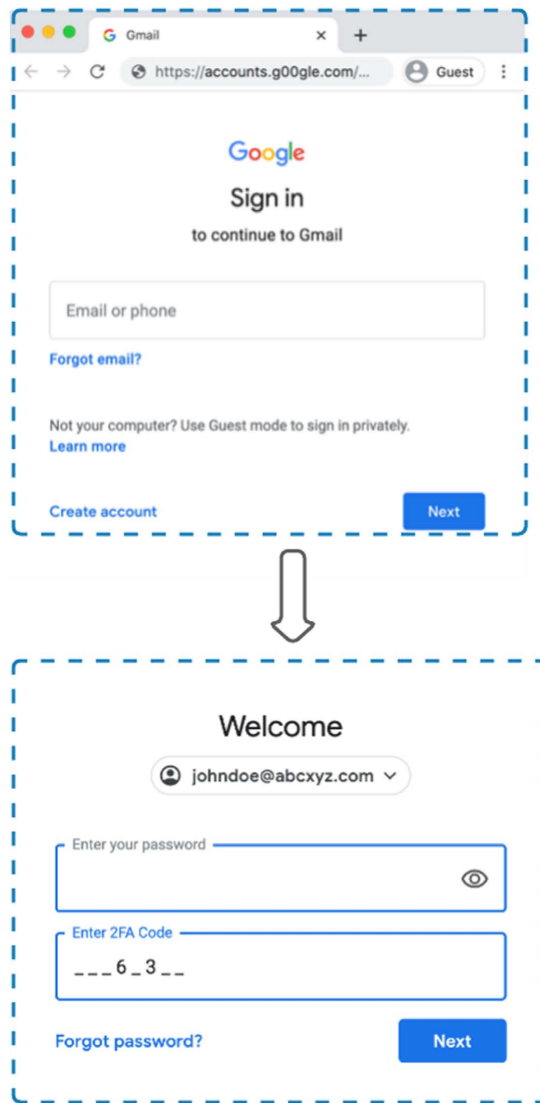 Gmail
https://accounts.g00gle.com/...
Guest
Google
Sign in
to continue to Gmail
Email or phone
Forgot email?
Not your computer? Use Guest mode to sign in privately.
Learn more
Create account
Next
Welcome
johndoe@abcxyz.com
Enter your password
Enter 2FA Code
_ _ _ 6 _ 3 _ _
Forgot password?
Next